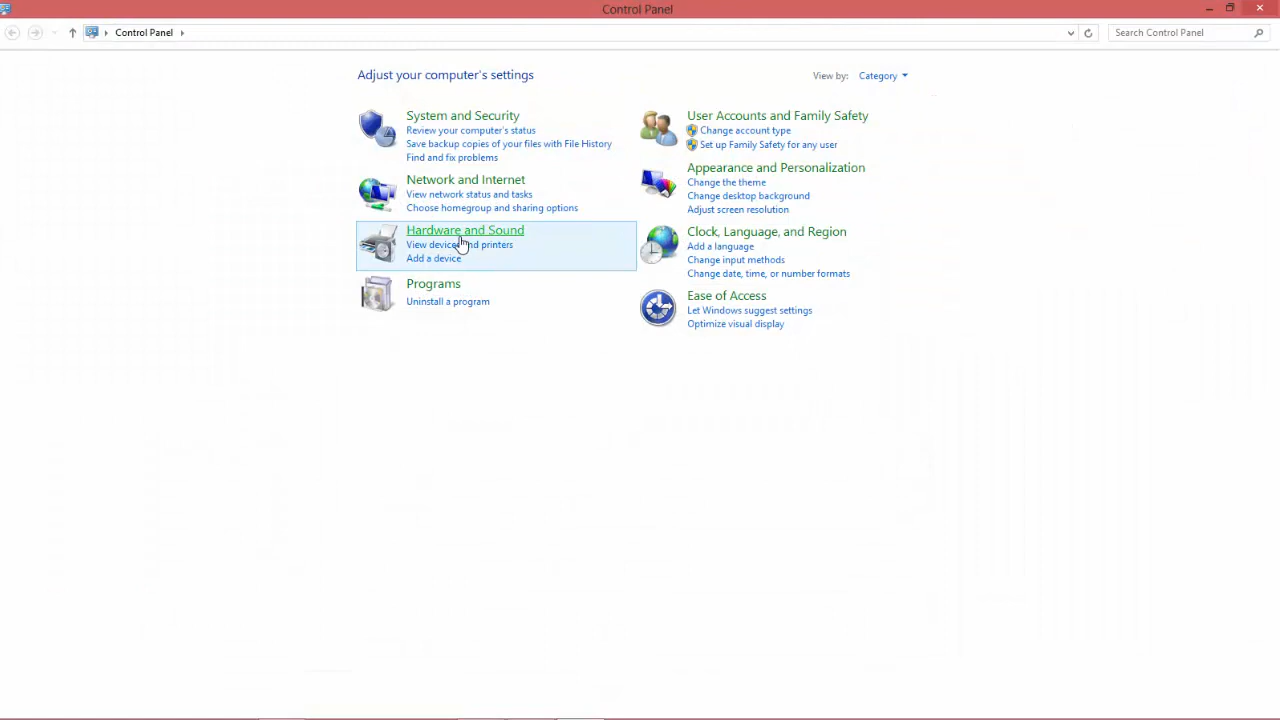 Control Panel
Control Panel
Search Control Panel
Adjust your computer's settings
View by: Category
System and Security
Review your computer's status
Save backup copies of your files with File History
Find and fix problems
Network and Internet
View network status and tasks
Choose homegroup and sharing options
Hardware and Sound
View devices and printers
Add a device
Programs
Uninstall a program
User Accounts and Family Safety
Change account type
Set up Family Safety for any user
Appearance and Personalization
Change the theme
Change desktop background
Adjust screen resolution
Clock, Language, and Region
Add a language
Change input methods
Change date, time, or number formats
Ease of Access
Let Windows suggest settings
Optimize visual display